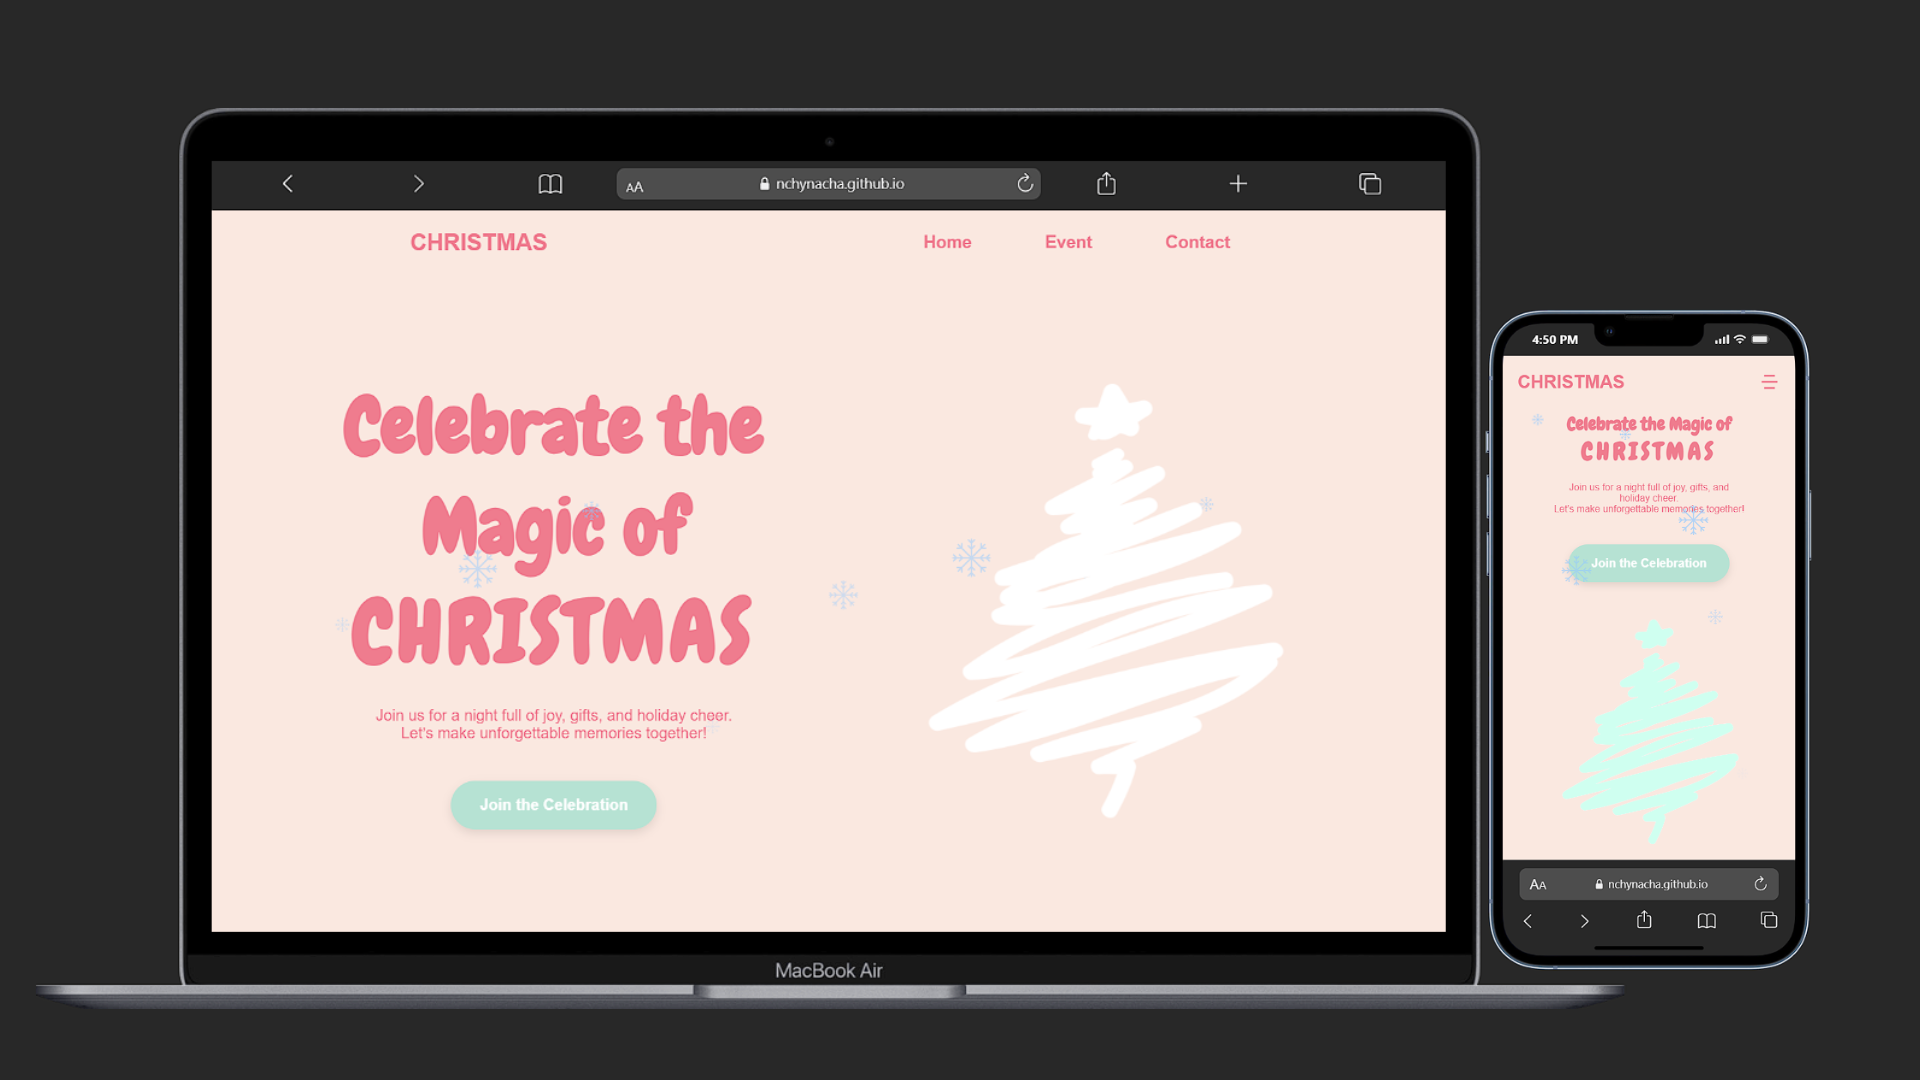 AA nchynacha.github.io
CHRISTMAS Home Event Contact
Celebrate the
Magic of
CHRISTMAS
Join us for a night full of joy, gifts, and holiday cheer.
Let's make unforgettable memories together!
Join the Celebration
MacBook Air
4:50 PM
CHRISTMAS
Celebrate the Magic of
CHRISTMAS
Join us for a night full of joy, gifts, and
holiday cheer.
Let's make unforgettable memories together!
Join the Celebration
AA nchynacha.github.io